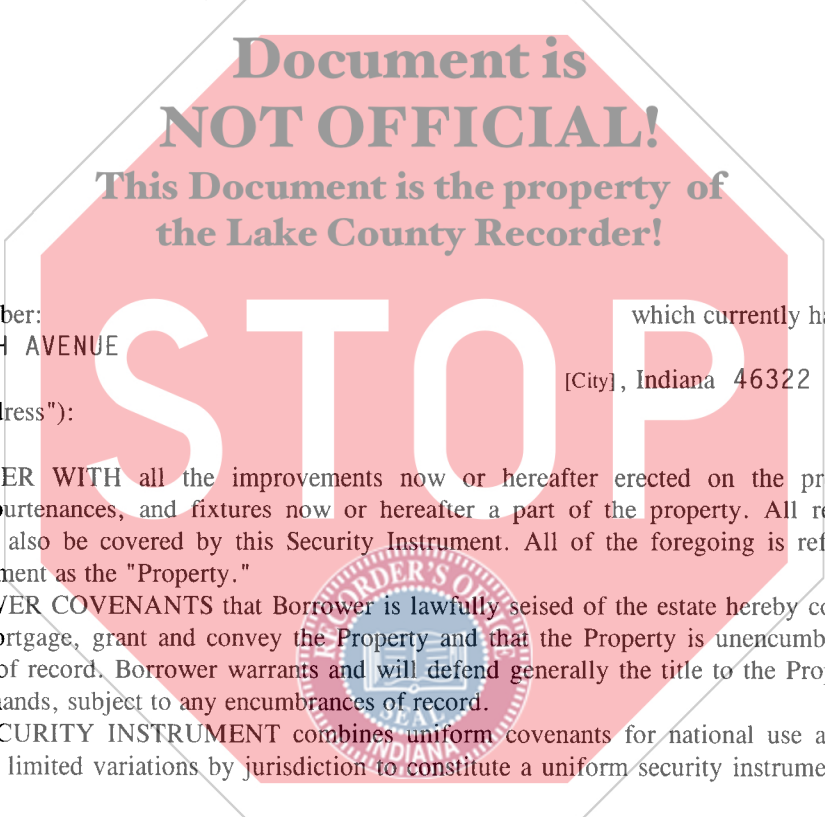 Document is
NOT OFFICIAL!
This Document is the property of
the Lake County Recorder!
STOP
ber: which currently ha
H AVENUE
[City], Indiana 46322
dress"):
ER WITH all the improvements now or hereafter erected on the pr
ourtenances, and fixtures now or hereafter a part of the property. All re
also be covered by this Security Instrument. All of the foregoing is ref
ment as the "Property."
VER COVENANTS that Borrower is lawfully seised of the estate hereby co
ortgage, grant and convey the Property and that the Property is unencumb
of record. Borrower warrants and will defend generally the title to the Prop
nands, subject to any encumbrances of record.
CURITY INSTRUMENT combines uniform covenants for national use a
limited variations by jurisdiction to constitute a uniform security instrume
RECORDER'S OFFICE
SEAL
INDIANA